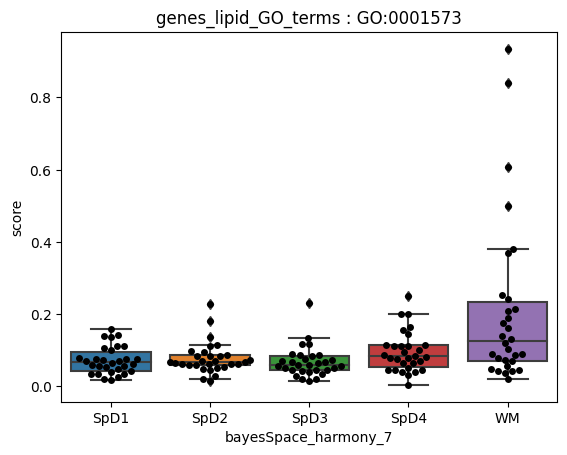 genes_lipid_GO_terms : GO:0001573
score
0.8
0.6
0.4
0.2
0.0
SpD1 SpD2 SpD3 SpD4 WM
bayesSpace_harmony_7